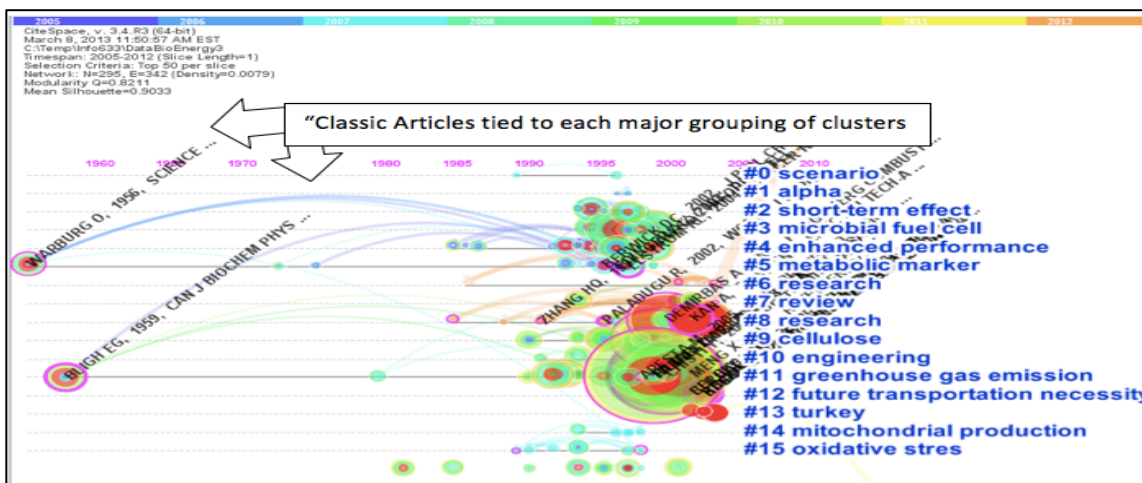 2005 2006 2007 2008 2009 2010 2011 2012
CiteSpace, v. 3.4.R3 (64-bit)
March 8, 2013 11:50:57 AM EST
C:\Temp\Info633\DataBioEnergy3
Timespan: 2005-2012 (Slice Length=1)
Selection Criteria: Top 50 per slice
Network: N=295, E=342 (Density=0.0079)
Modularity Q=0.8211
Mean Silhouette=0.9033
“Classic Articles tied to each major grouping of clusters
1960 1970 1980 1985 1990 1995 2000 2010
WARBURG O, 1956, SCIENCE ...
BLIGH EG, 1959, CAN J BIOCHEM PHYS ...
ZHANG HQ,
PALADUGU R, 2002,
DEMIRBAS A
KAN A,
#0 scenario
#1 alpha
#2 short-term effect
#3 microbial fuel cell
#4 enhanced performance
#5 metabolic marker
#6 research
#7 review
#8 research
#9 cellulose
#10 engineering
#11 greenhouse gas emission
#12 future transportation necessity
#13 turkey
#14 mitochondrial production
#15 oxidative stres